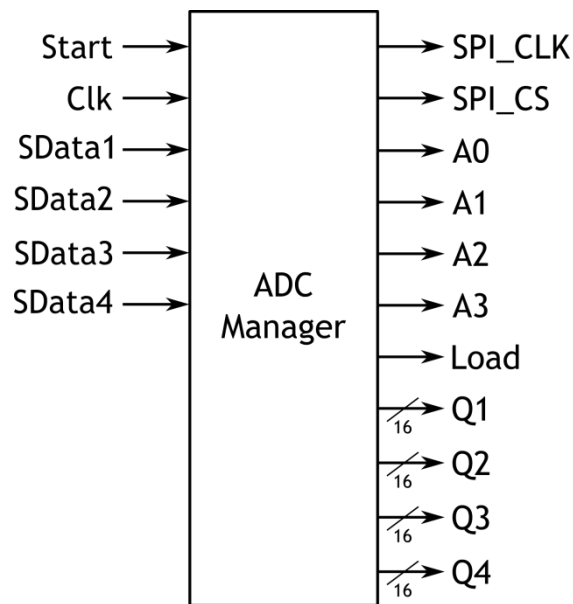 Start
Clk
SData1
SData2
SData3
SData4
ADC
Manager
SPI_CLK
SPI_CS
A0
A1
A2
A3
Load
16
Q1
16
Q2
16
Q3
16
Q4